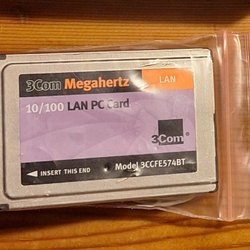 3Com Megahertz LAN
10/100 LAN PC Card
3Com
Model 3CCFE574BT
INSERT THIS END